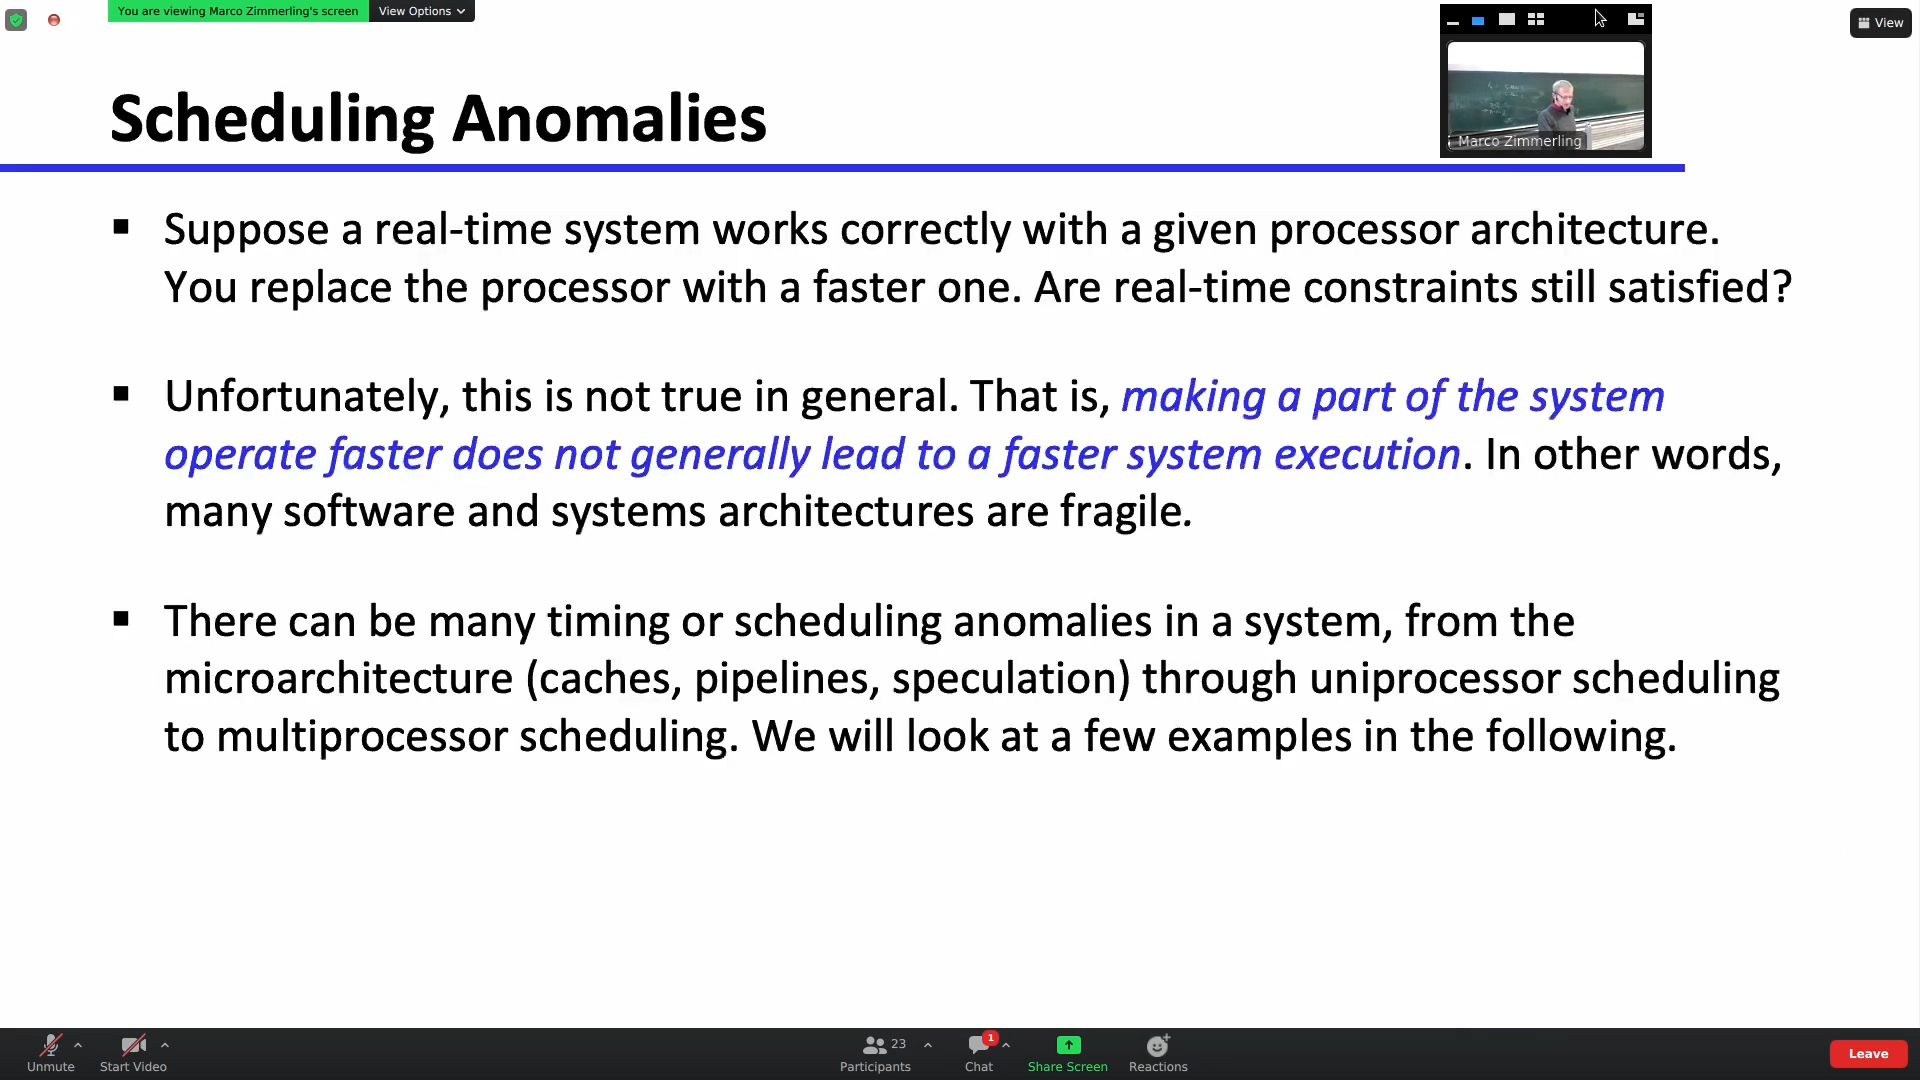 You are viewing Marco Zimmerling's screen
View Options
View
Scheduling Anomalies
Marco Zimmerling
Suppose a real-time system works correctly with a given processor architecture.
You replace the processor with a faster one. Are real-time constraints still satisfied?
Unfortunately, this is not true in general. That is, making a part of the system
operate faster does not generally lead to a faster system execution. In other words,
many software and systems architectures are fragile.
There can be many timing or scheduling anomalies in a system, from the
microarchitecture (caches, pipelines, speculation) through uniprocessor scheduling
to multiprocessor scheduling. We will look at a few examples in the following.
Unmute
Start Video
23
Participants
1
Chat
Share Screen
Reactions
Leave